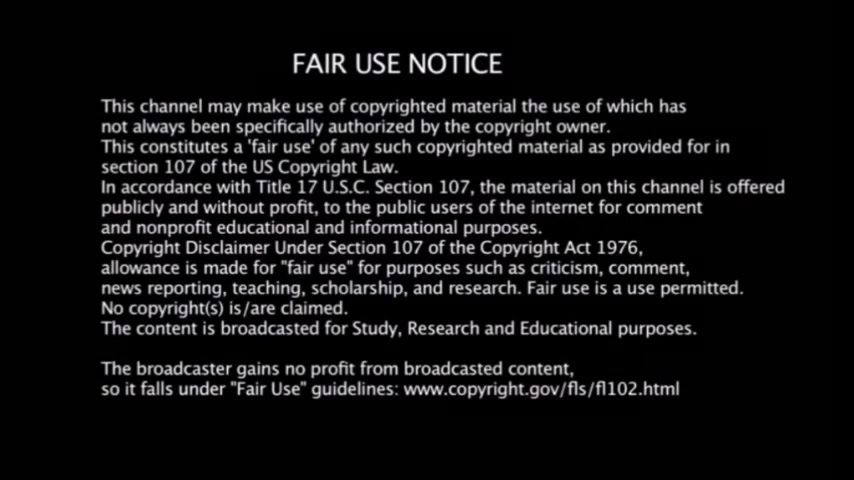 FAIR USE NOTICE
This channel may make use of copyrighted material the use of which has
not always been specifically authorized by the copyright owner.
This constitutes a 'fair use' of any such copyrighted material as provided for in
section 107 of the US Copyright Law.
In accordance with Title 17 U.S.C. Section 107, the material on this channel is offered
publicly and without profit, to the public users of the internet for comment
and nonprofit educational and informational purposes.
Copyright Disclaimer Under Section 107 of the Copyright Act 1976,
allowance is made for "fair use" for purposes such as criticism, comment,
news reporting, teaching, scholarship, and research. Fair use is a use permitted.
No copyright(s) is/are claimed.
The content is broadcasted for Study, Research and Educational purposes.
The broadcaster gains no profit from broadcasted content,
so it falls under "Fair Use" guidelines: www.copyright.gov/fls/fl102.html